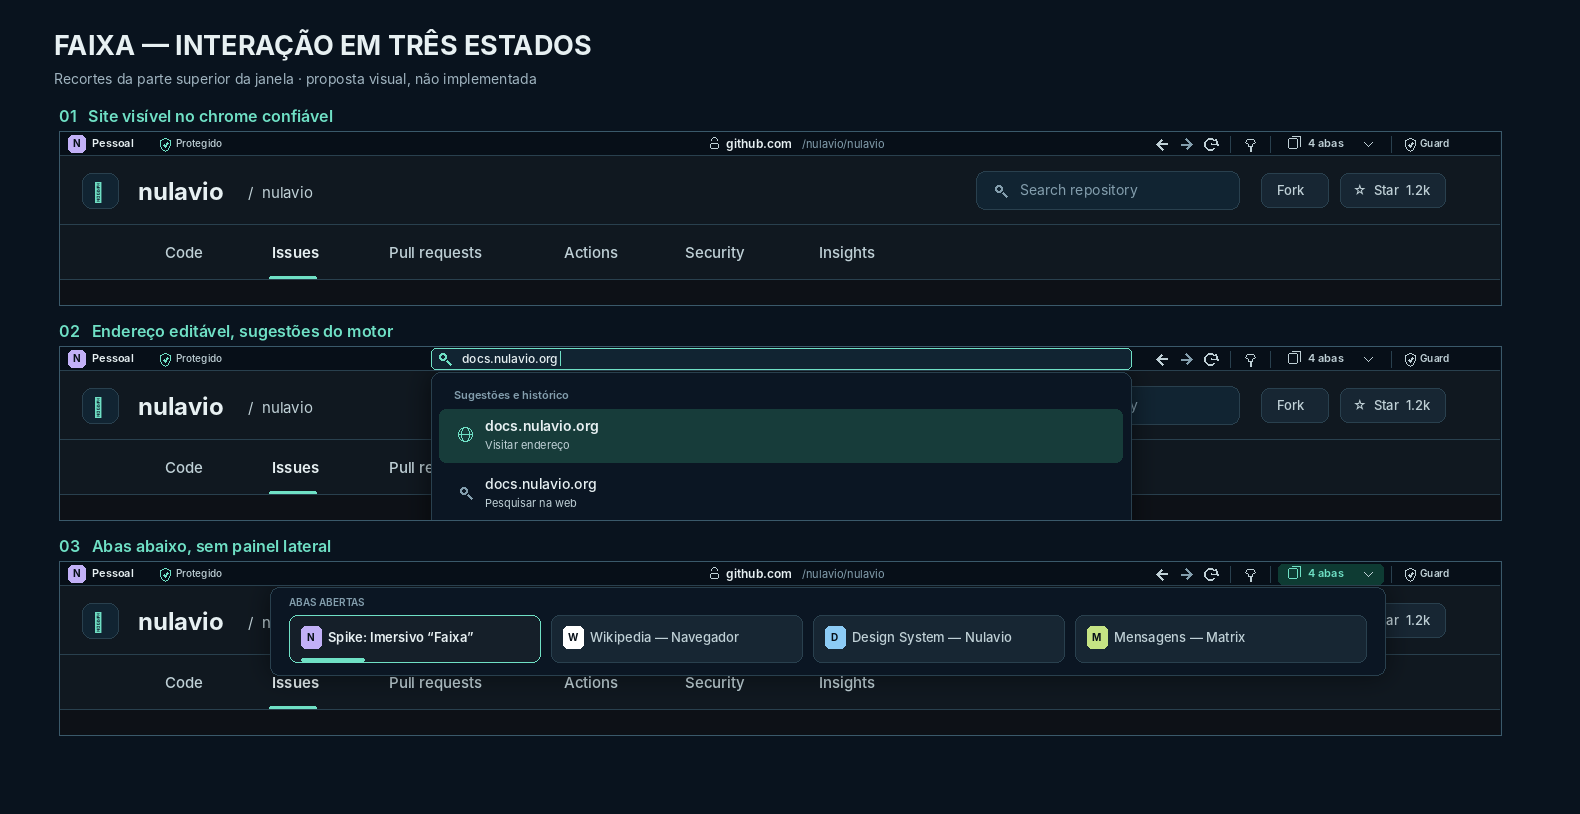 FAIXA — INTERAÇÃO EM TRÊS ESTADOS
Recortes da parte superior da janela · proposta visual, não implementada
01 Site visível no chrome confiável
N Pessoal Protegido github.com /nulavio/nulavio 4 abas Guard
nulavio / nulavio Search repository Fork ☆ Star 1.2k
Code Issues Pull requests Actions Security Insights
02 Endereço editável, sugestões do motor
N Pessoal Protegido docs.nulavio.org 4 abas Guard
nulavio / nulavio y Fork ☆ Star 1.2k
Sugestões e histórico
docs.nulavio.org
Visitar endereço
Code Issues Pull re
docs.nulavio.org
Pesquisar na web
03 Abas abaixo, sem painel lateral
N Pessoal Protegido github.com /nulavio/nulavio 4 abas Guard
ABAS ABERTAS
nulavio / n ar 1.2k
N Spike: Imersivo “Faixa” W Wikipedia — Navegador D Design System — Nulavio M Mensagens — Matrix
Code Issues Pull requests Actions Security Insights